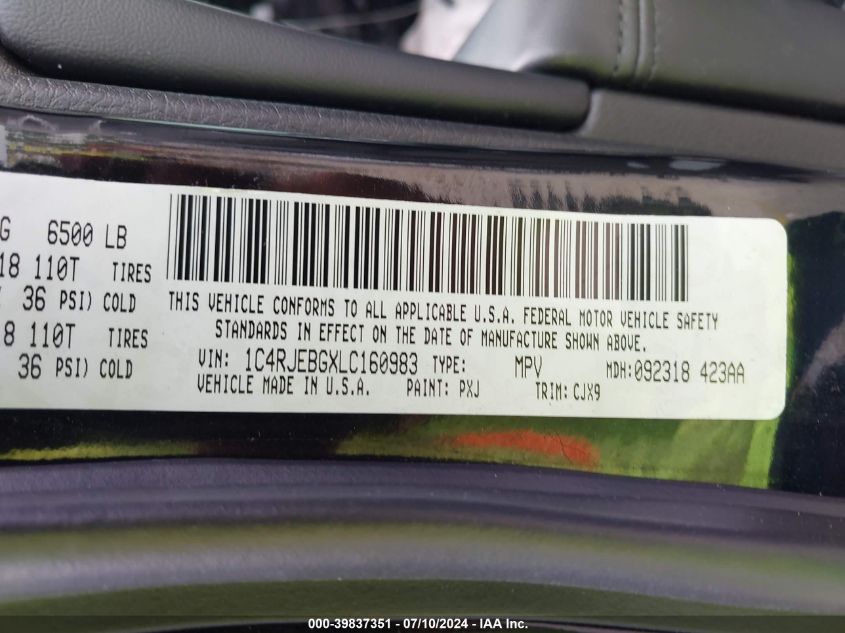 G 6500 LB
18 110T TIRES
36 PSI) COLD
8 110T TIRES
36 PSI) COLD
THIS VEHICLE CONFORMS TO ALL APPLICABLE U.S.A. FEDERAL MOTOR VEHICLE SAFETY
STANDARDS IN EFFECT ON THE DATE OF MANUFACTURE SHOWN ABOVE.
VIN: 1C4RJEBGXLC160983 TYPE: MPV MDH:092318 423AA
VEHICLE MADE IN U.S.A. PAINT: PXJ TRIM: CJX9
000-39837351 - 07/10/2024 - IAA Inc.